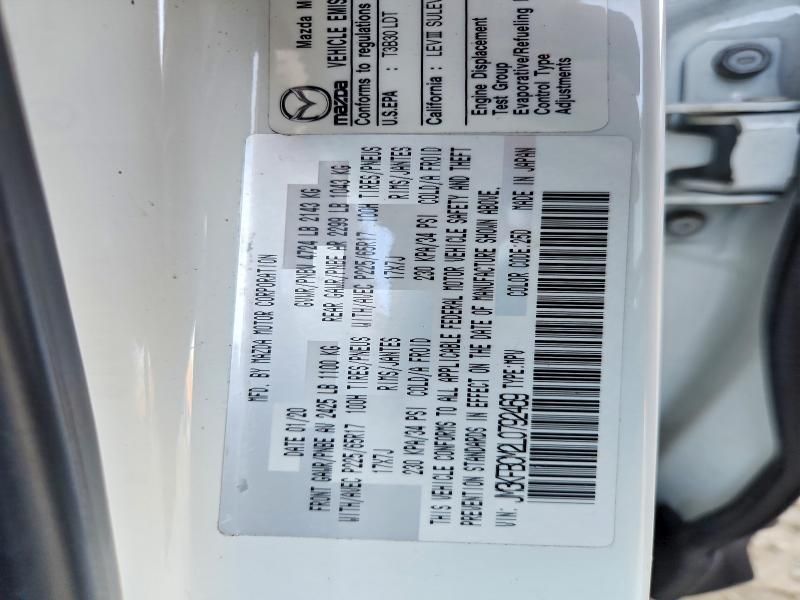 Mazda M
mazda
VEHICLE EMIS
Conforms to regulations
U.S.EPA : T3B30 LDT
California : LEVIII SULEV
Engine Displacement
Test Group
Evaporative/Refueling
Control Type
Adjustments
MFD. BY MAZDA MOTOR CORPORATION
DATE 01/20 GVWR/PNBV 4724 LB 2143 KG
FRONT GAWR/PNBE AV 2425 LB 1100 KG REAR GAWR/PNBE AR 2299 LB 1043 KG
WITH/AVEC P225/65R17 100H TIRES/PNEUS WITH/AVEC P225/65R17 100H TIRES/PNEUS
17X7J RIMS/JANTES 17X7J RIMS/JANTES
230 KPA/34 PSI COLD/A FROID 230 KPA/34 PSI COLD/A FROID
THIS VEHICLE CONFORMS TO ALL APPLICABLE FEDERAL MOTOR VEHICLE SAFETY AND THEFT
PREVENTION STANDARDS IN EFFECT ON THE DATE OF MANUFACTURE SHOWN ABOVE.
VIN: JM3KFBCM2L0792469 TYPE:MPV COLOR CODE:25D MADE IN JAPAN